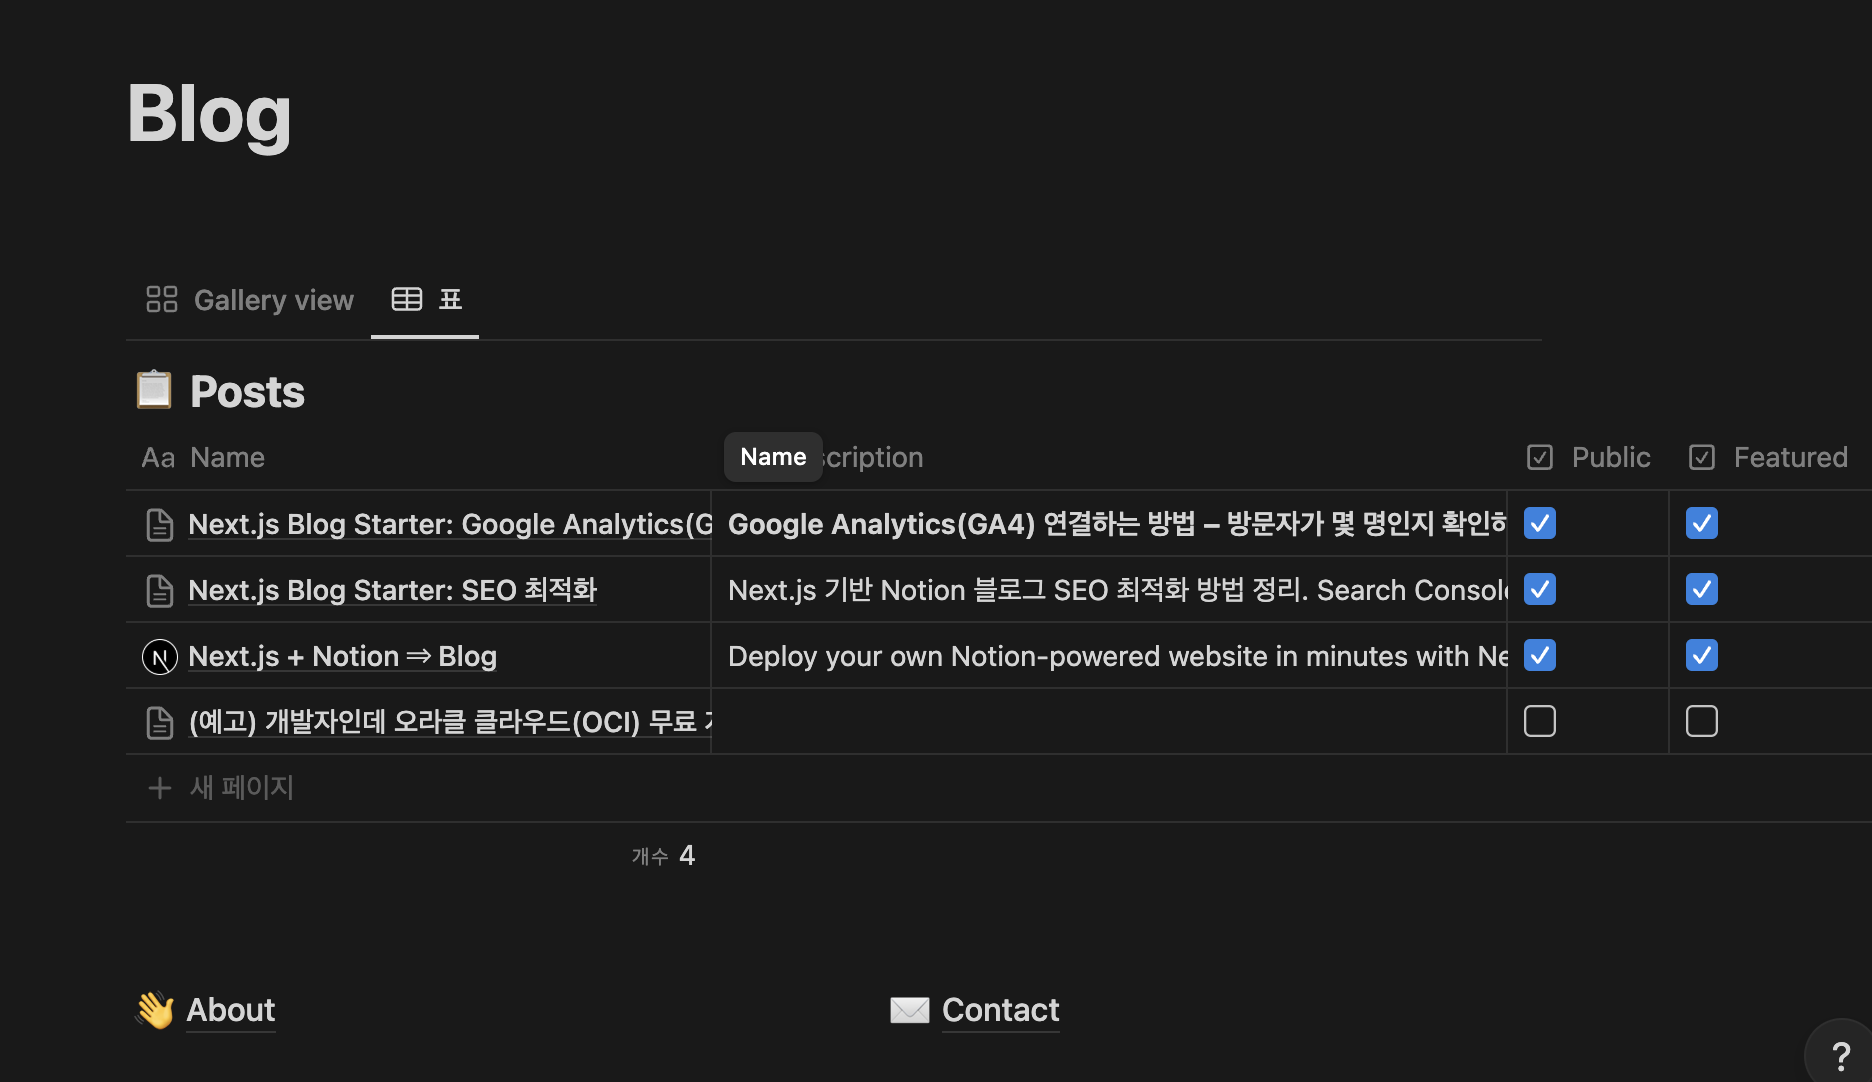 Blog
Gallery view 표
Posts
Aa Name Name cription Public Featured
Next.js Blog Starter: Google Analytics(G Google Analytics(GA4) 연결하는 방법 – 방문자가 몇 명인지 확인하
Next.js Blog Starter: SEO 최적화 Next.js 기반 Notion 블로그 SEO 최적화 방법 정리. Search Console
Next.js + Notion ⇒ Blog Deploy your own Notion-powered website in minutes with Ne
(예고) 개발자인데 오라클 클라우드(OCI) 무료
새 페이지
개수 4
About Contact
?